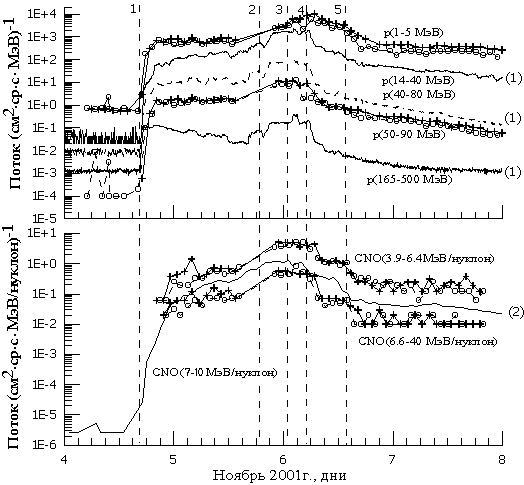 1 2 3 4 5
Поток (см²·ср·с·МэВ)-1
1E+4
1E+3
1E+2
1E+1
1E+0
1E-1
1E-2
1E-3
1E-4
1E-5
p(1-5 МэВ)
p(14-40 МэВ) (1)
p(40-80 МэВ)
(1)
p(50-90 МэВ)
p(165-500 МэВ) (1)
Поток (см²·ср·с·МэВ/нуклон)-1
1E+1
1E+0
1E-1
1E-2
1E-3
1E-4
1E-5
1E-6
CNO(3.9-6.4МэВ/нуклон)
(2)
CNO(6.6-40 МэВ/нуклон)
CNO(7-10 МэВ/нуклон)
4 5 6 7 8
Ноябрь 2001г., дни